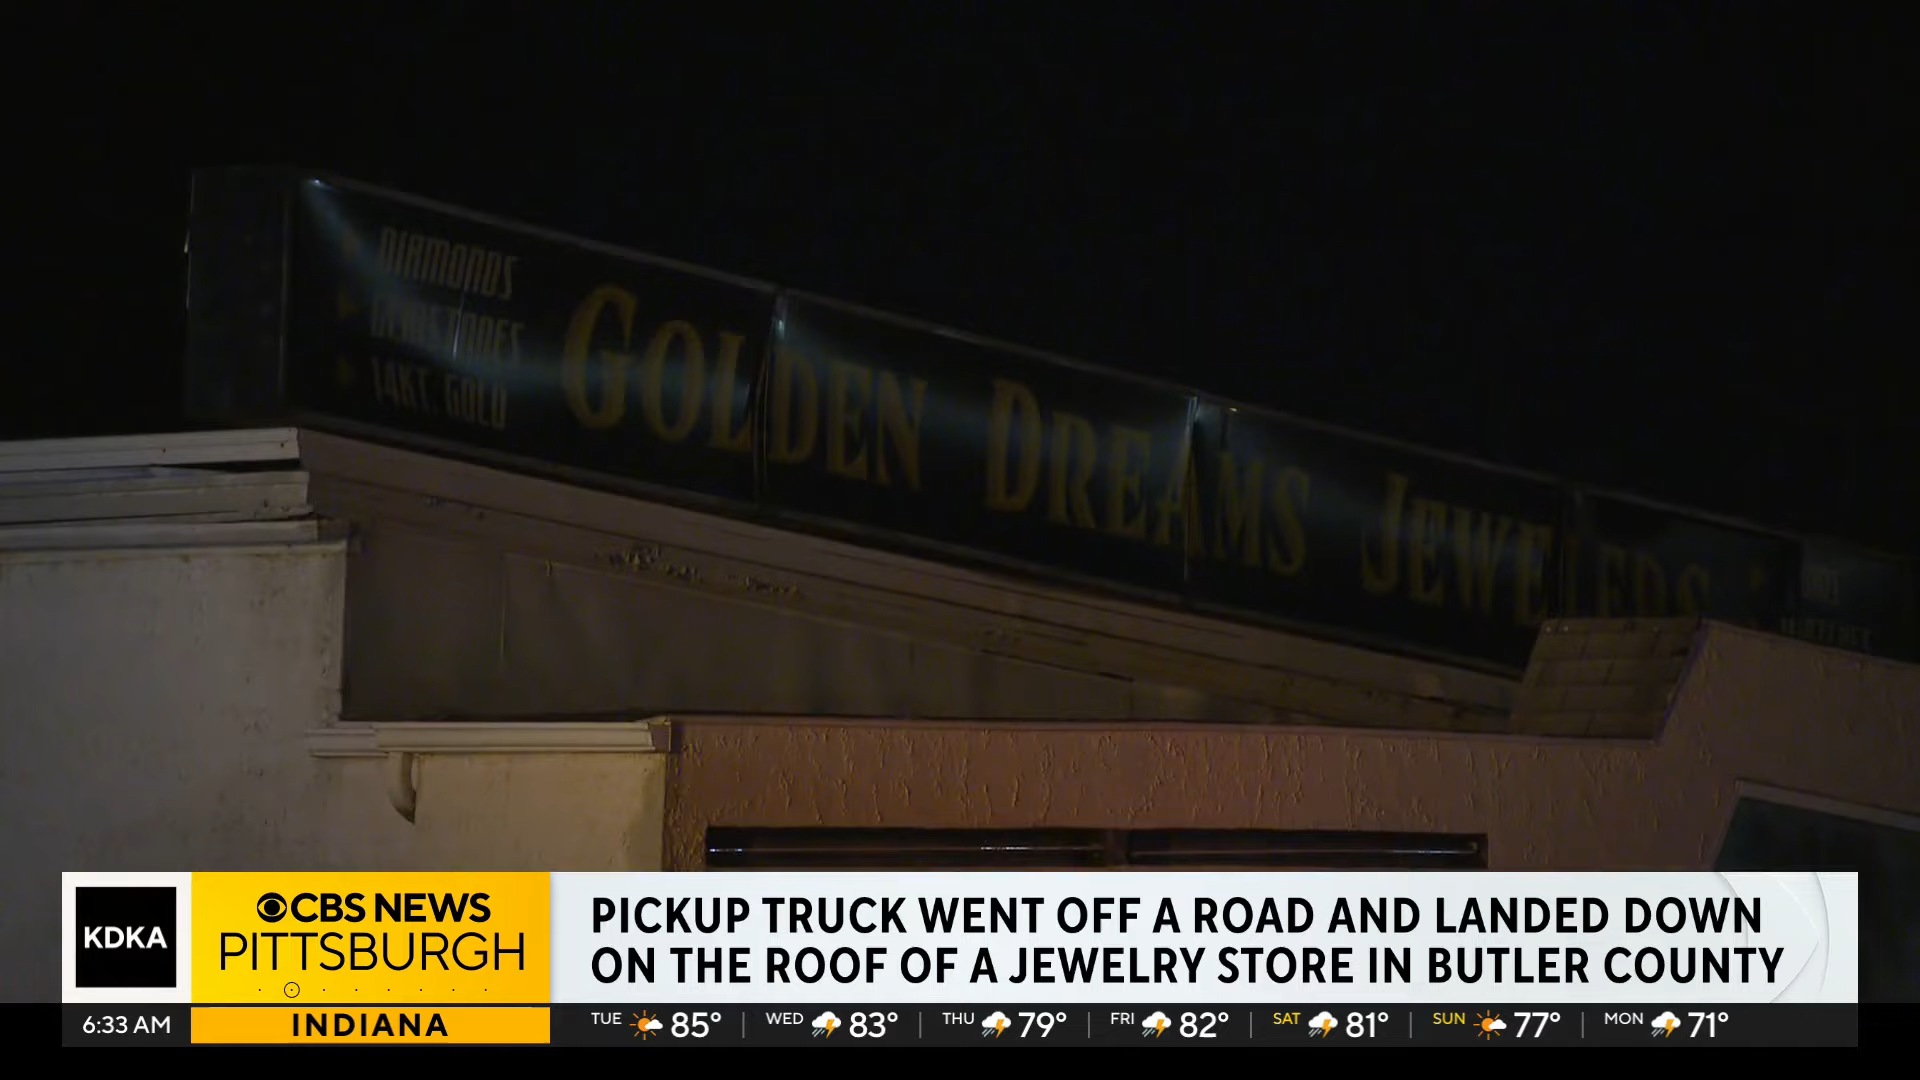 DIAMONDS
GEMSTONES
14KT. GOLD
GOLDEN DREAMS JEWELERS
KDKA
CBS NEWS
PITTSBURGH
PICKUP TRUCK WENT OFF A ROAD AND LANDED DOWN
ON THE ROOF OF A JEWELRY STORE IN BUTLER COUNTY
6:33 AM
INDIANA
TUE 85° | WED 83° | THU 79° | FRI 82° | SAT 81° | SUN 77° | MON 71°